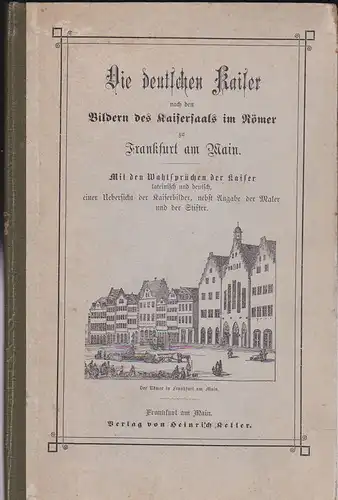 Die deutschen Kaiser
nach den
Bildern des Kaisersaals im Römer
zu
Frankfurt am Main.
Mit den Wahlsprüchen der Kaiser
lateinisch und deutsch,
einer Uebersicht der Kaiserbilder, nebst Angabe der Maler
und der Stifter.
Der Römer in Frankfurt am Main.
Frankfurt am Main.
Verlag von Heinrich Keller.